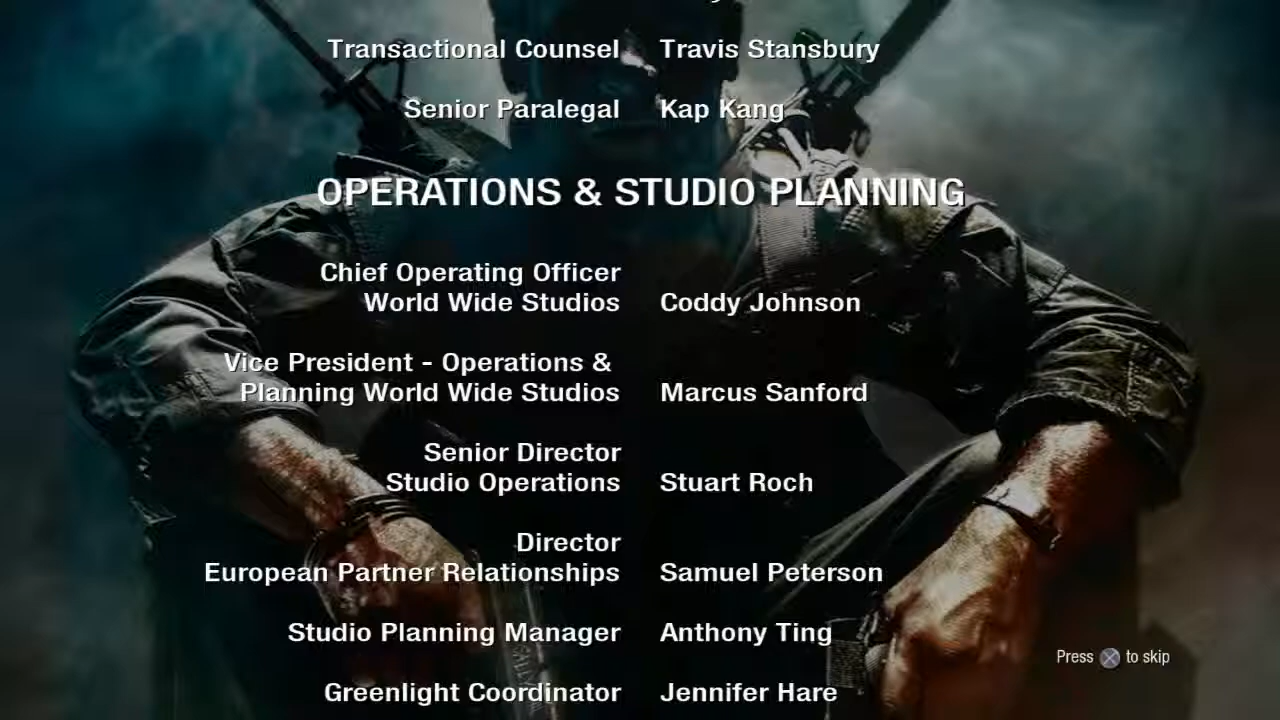 Transactional Counsel Travis Stansbury
Senior Paralegal Kap Kang
OPERATIONS & STUDIO PLANNING
Chief Operating Officer
World Wide Studios Coddy Johnson
Vice President - Operations &
Planning World Wide Studios Marcus Sanford
Senior Director
Studio Operations Stuart Roch
Director
European Partner Relationships Samuel Peterson
Studio Planning Manager Anthony Ting
Press X to skip
Greenlight Coordinator Jennifer Hare